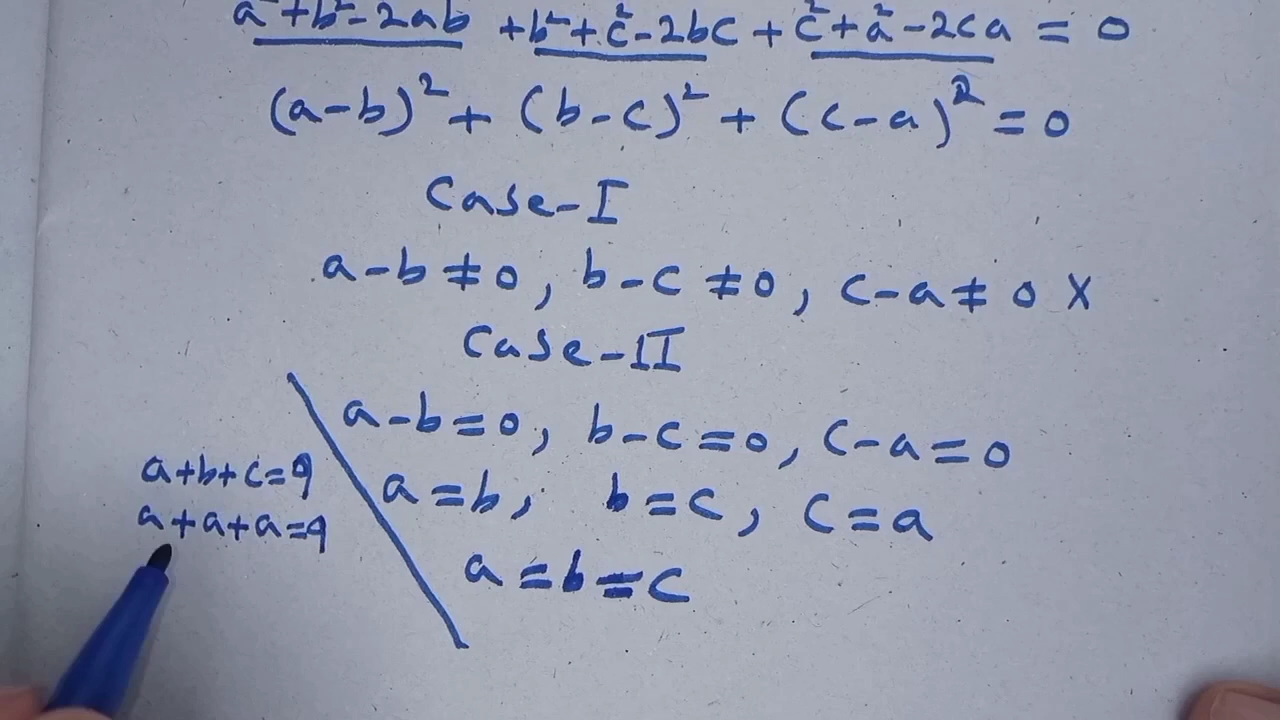 a²+b²-2ab +b²+c²-2bc + c²+a²-2ca = 0
(a-b)² + (b-c)² + (c-a)² = 0
Case-I
a-b≠0, b-c≠0, c-a≠0 X
Case-II
a-b=0, b-c=0, c-a=0
a=b, b=c, c=a
a=b=c
a+b+c=9
a+a+a=9